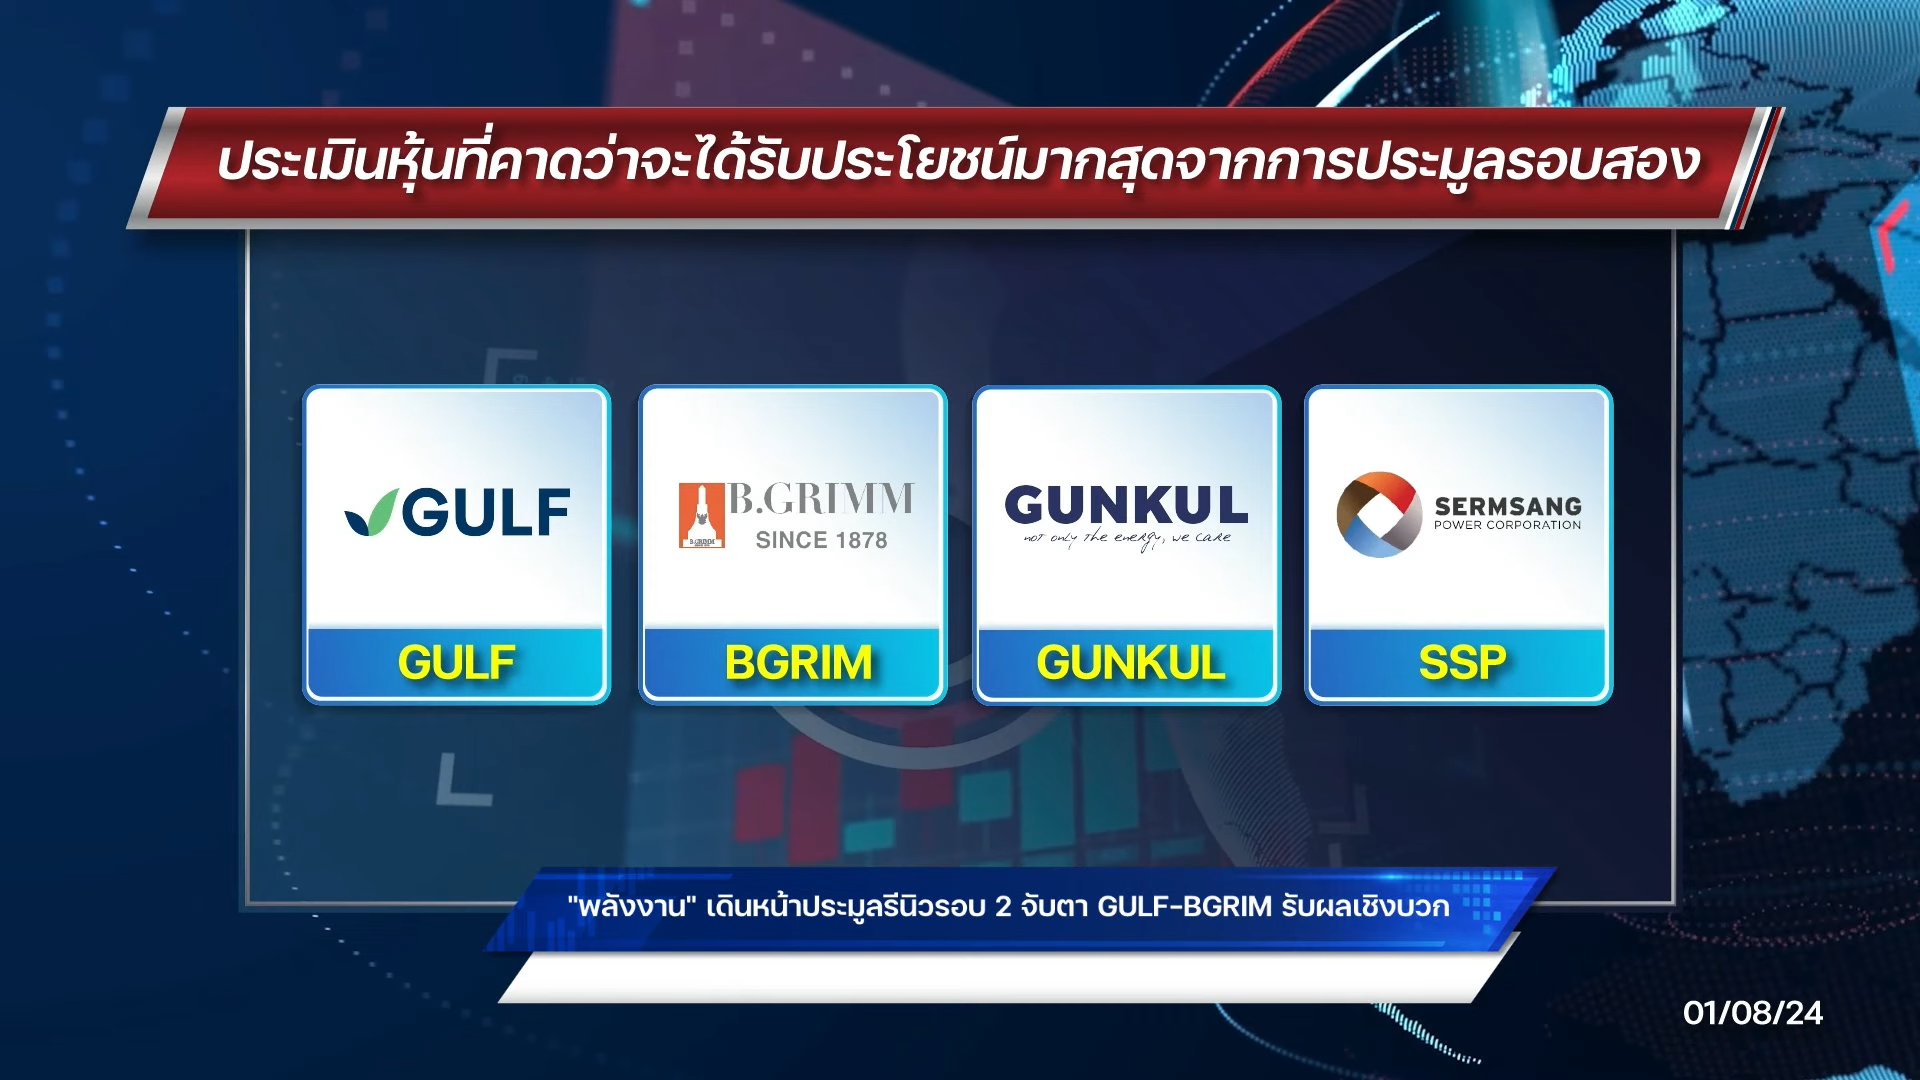 ประเมินหุ้นที่คาดว่าจะได้รับประโยชน์มากสุดจากการประมูลรอบสอง
GULF
B.GRIMM
SINCE 1878
B.GRIMM
GUNKUL
not only the energy, we care
SERMSANG
POWER CORPORATION
GULF
BGRIM
GUNKUL
SSP
"พลังงาน" เดินหน้าประมูลรีนิวรอบ 2 จับตา GULF-BGRIM รับผลเชิงบวก
01/08/24